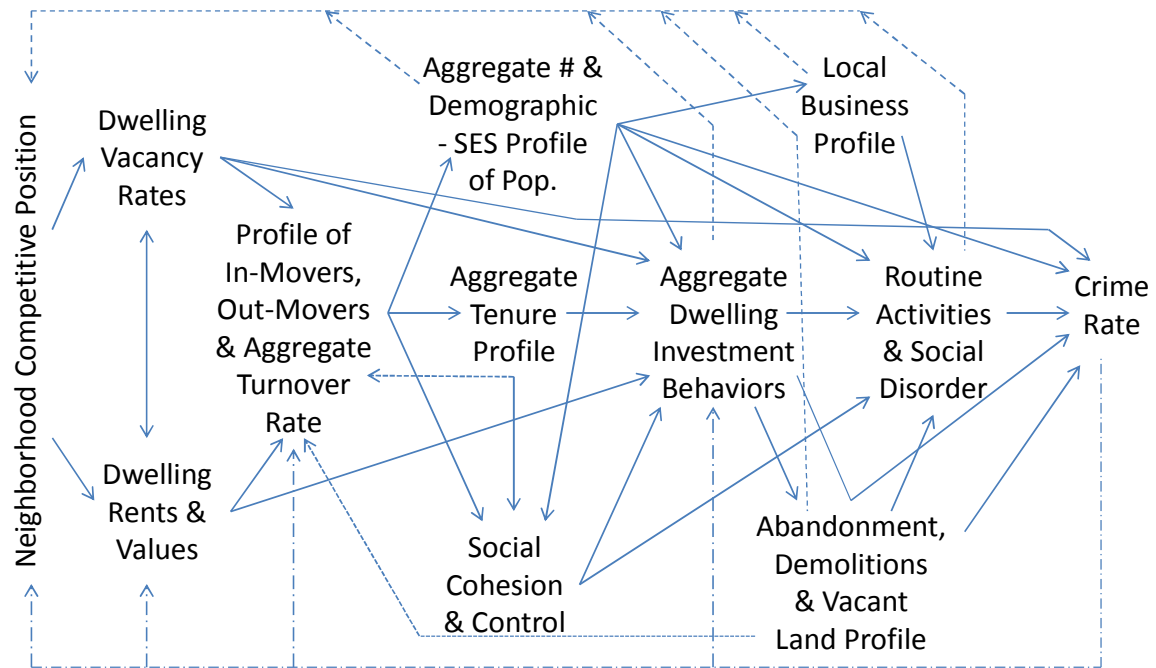 Neighborhood Competitive Position
Dwelling
Vacancy
Rates
Dwelling
Rents &
Values
Profile of
In-Movers,
Out-Movers
& Aggregate
Turnover
Rate
Aggregate # &
Demographic
- SES Profile
of Pop.
Aggregate
Tenure
Profile
Social
Cohesion
& Control
Aggregate
Dwelling
Investment
Behaviors
Local
Business
Profile
Routine
Activities
& Social
Disorder
Abandonment,
Demolitions
& Vacant
Land Profile
Crime
Rate